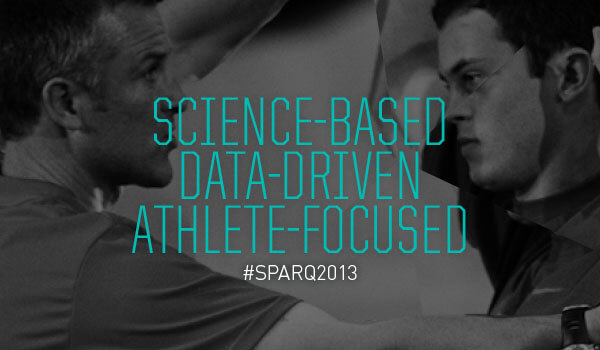 SCIENCE-BASED
DATA-DRIVEN
ATHLETE-FOCUSED
#SPARQ2013